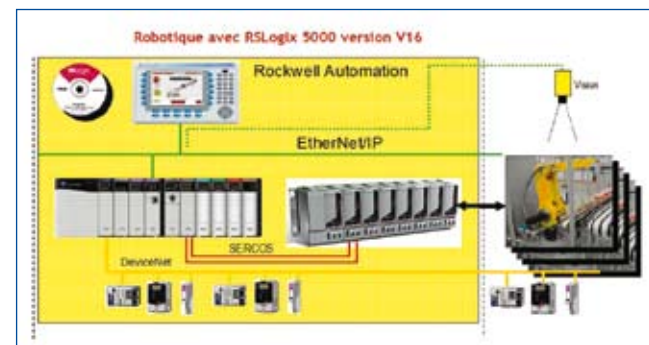 Robotique avec RSLogix 5000 version V16
Rockwell Automation
Vision
EtherNet/IP
SERCOS
DeviceNet